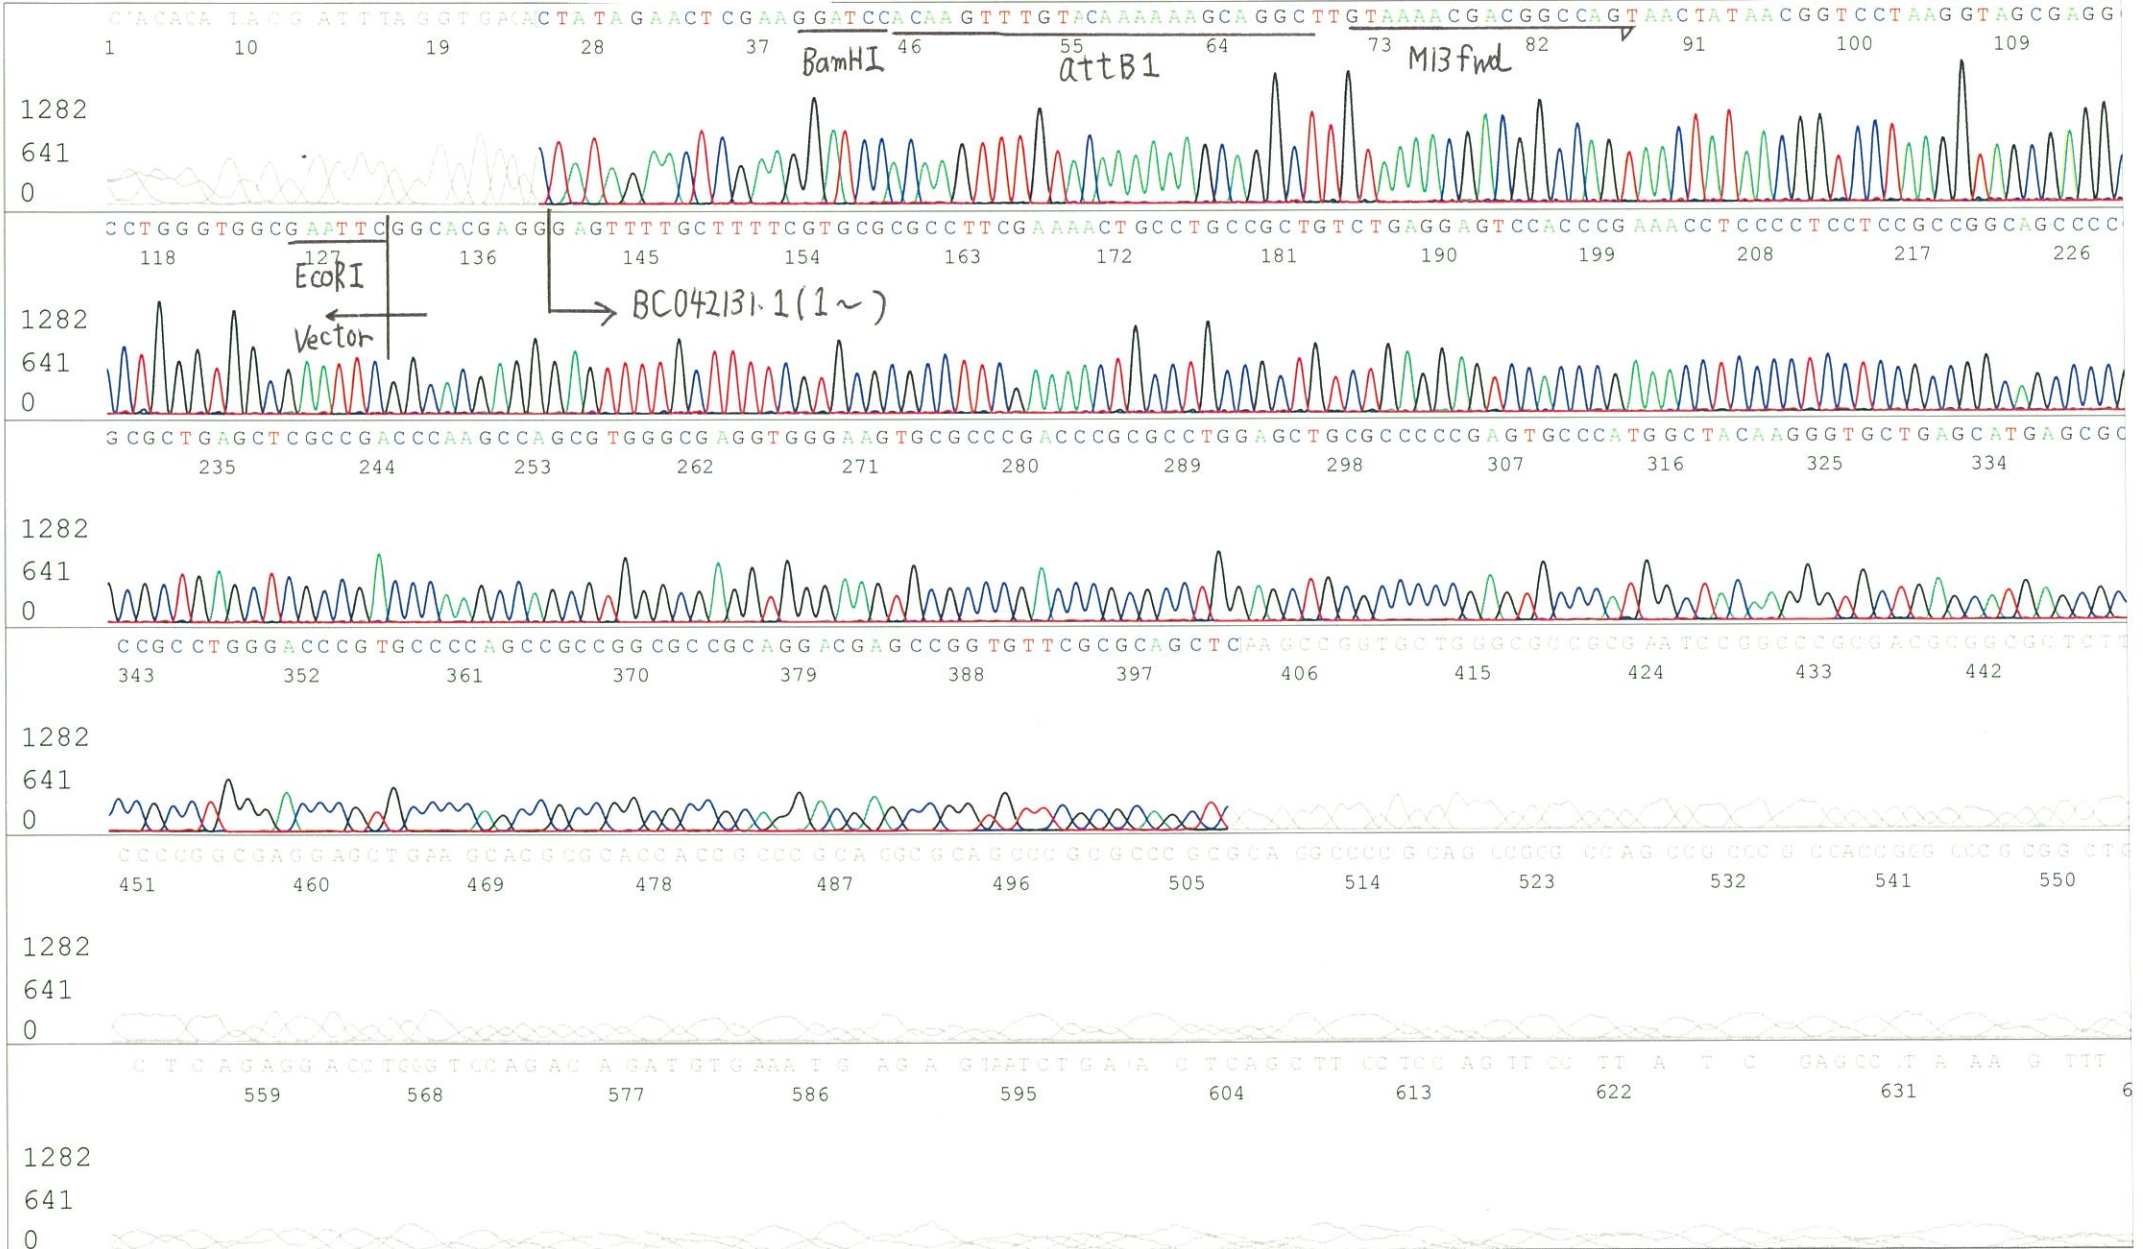 CTATAGAACTCGAAGGATCCACAAGTTTGTACAAAAAAGCAGGCTTGTAAAACGACGGCCAGTAACTATAACGGTCCTAAGGTAGCGAGG
1 10 19 28 37 46 55 64 73 82 91 100 109
BamHI attB1 M13 fwd
1282
641
0
CCTGGGTGGCGAATTCGGCACGAGGGAGTTTTGCTTTTCGTGCGCGCCTTCGAAAACTGCCTGCCGCTGTCTGAGGAGTCCACCCGAAACCTCCCCTCCTCCGCCGGCAGCCCC
118 127 136 145 154 163 172 181 190 199 208 217 226
EcoRI
Vector
BC042131.1(1~)
1282
641
0
GCGCTGAGCTCGCCGACCCAAGCCAGCGTGGGCGAGGTGGGAAGTGCGCCCGACCCGCGCCTGGAGCTGCGCCCCCGAGTGCCCATGGCTACAAGGGTGCTGAGCATGAGCGC
235 244 253 262 271 280 289 298 307 316 325 334
1282
641
0
CCGCCTGGGACCCGTGCCCCAGCCGCCGGCGCCGCAGGACGAGCCGGTGTTCGCGCAGCTC
343 352 361 370 379 388 397 406 415 424 433 442
1282
641
0
451 460 469 478 487 496 505 514 523 532 541 550
1282
641
0
559 568 577 586 595 604 613 622 631
1282
641
0